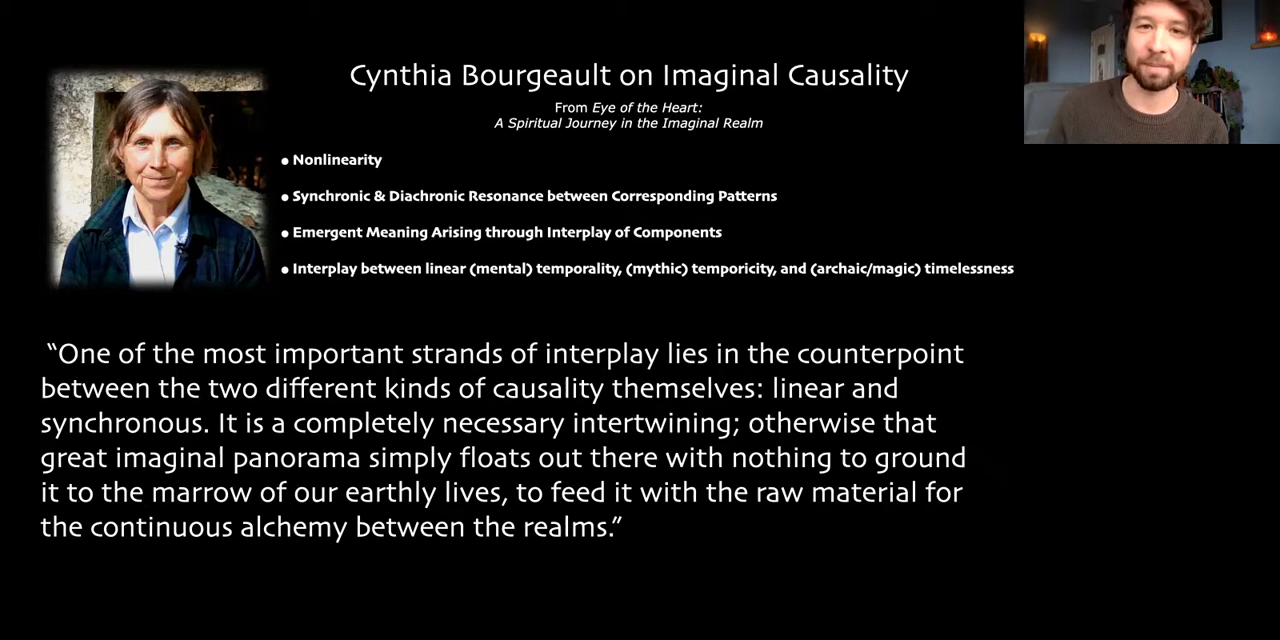 Cynthia Bourgeault on Imaginal Causality
From Eye of the Heart:
A Spiritual Journey in the Imaginal Realm
• Nonlinearity
• Synchronic & Diachronic Resonance between Corresponding Patterns
• Emergent Meaning Arising through Interplay of Components
• Interplay between linear (mental) temporality, (mythic) temporicity, and (archaic/magic) timelessness
“One of the most important strands of interplay lies in the counterpoint
between the two different kinds of causality themselves: linear and
synchronous. It is a completely necessary intertwining; otherwise that
great imaginal panorama simply floats out there with nothing to ground
it to the marrow of our earthly lives, to feed it with the raw material for
the continuous alchemy between the realms.”